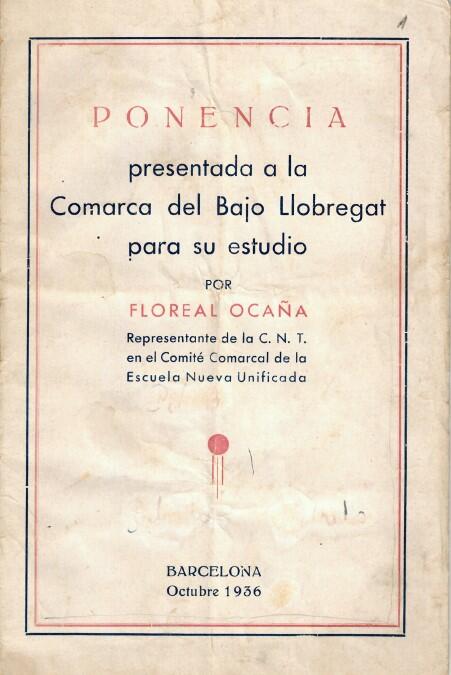 1
PONENCIA
presentada a la
Comarca del Bajo Llobregat
para su estudio
POR
FLOREAL OCAÑA
Representante de la C. N. T.
en el Comité Comarcal de la
Escuela Nueva Unificada
BARCELONA
Octubre 1936